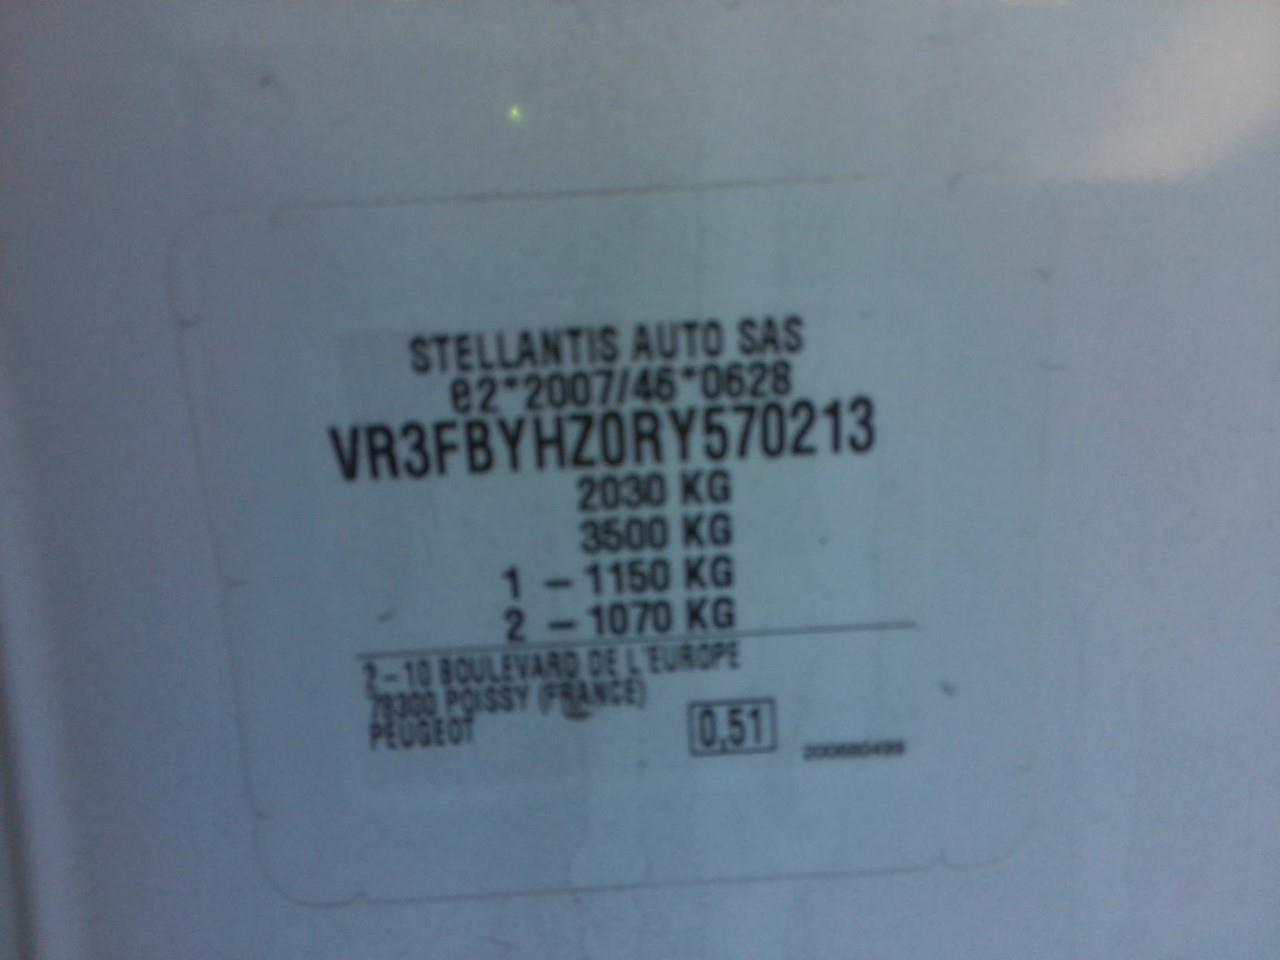 STELLANTIS AUTO SAS
e2*2007/46*0628
VR3FBYHZ0RY570213
2030 KG
3500 KG
1 – 1150 KG
2 – 1070 KG
2–10 BOULEVARD DE L'EUROPE
78300 POISSY (FRANCE)
PEUGEOT
0,51